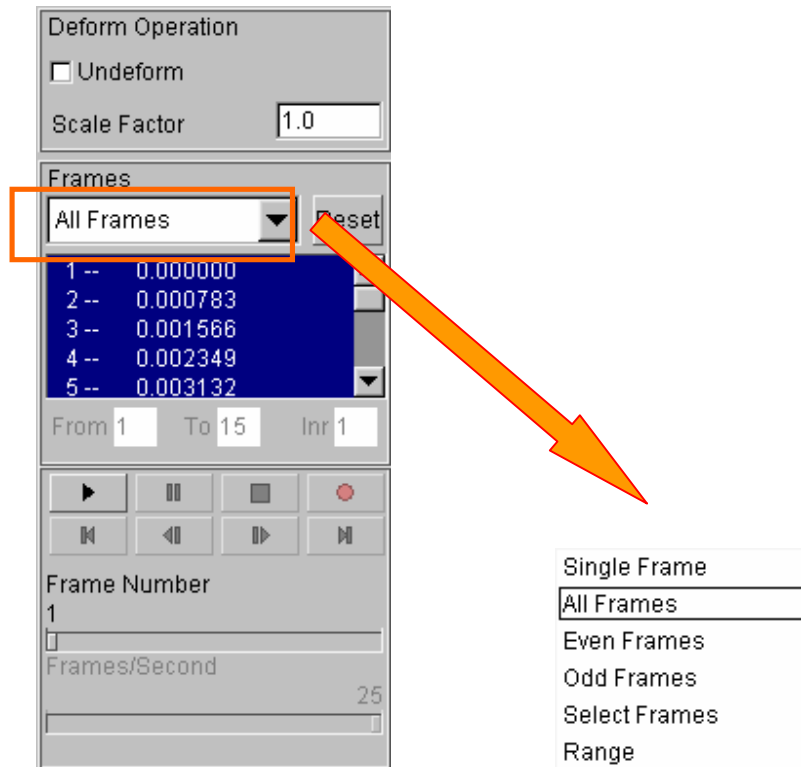 Deform Operation
Undeform
Scale Factor 1.0
Frames
All Frames Reset
1 -- 0.000000
2 -- 0.000783
3 -- 0.001566
4 -- 0.002349
5 -- 0.003132
From 1 To 15 Inr 1
Frame Number
1
Frames/Second
25
Single Frame
All Frames
Even Frames
Odd Frames
Select Frames
Range